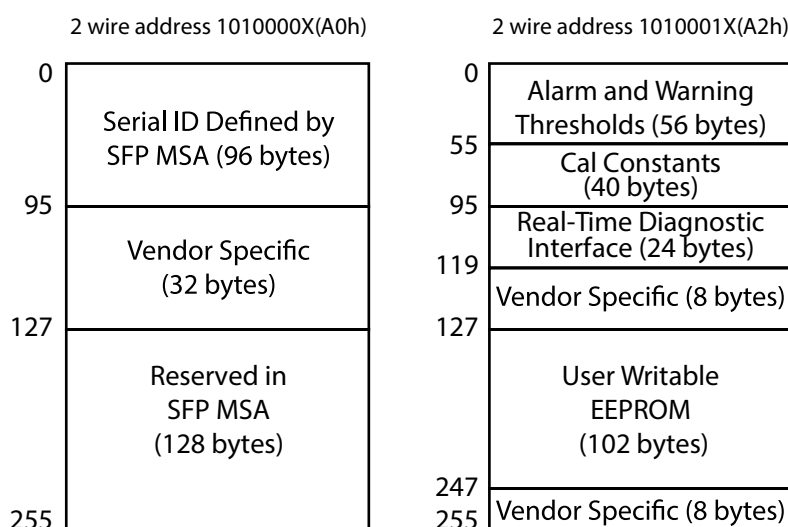 2 wire address 1010000X(A0h)
0
Serial ID Defined by
SFP MSA (96 bytes)
95
Vendor Specific
(32 bytes)
127
Reserved in
SFP MSA
(128 bytes)
255
2 wire address 1010001X(A2h)
0
Alarm and Warning
Thresholds (56 bytes)
55
Cal Constants
(40 bytes)
95
Real-Time Diagnostic
Interface (24 bytes)
119
Vendor Specific (8 bytes)
127
User Writable
EEPROM
(102 bytes)
247
Vendor Specific (8 bytes)
255